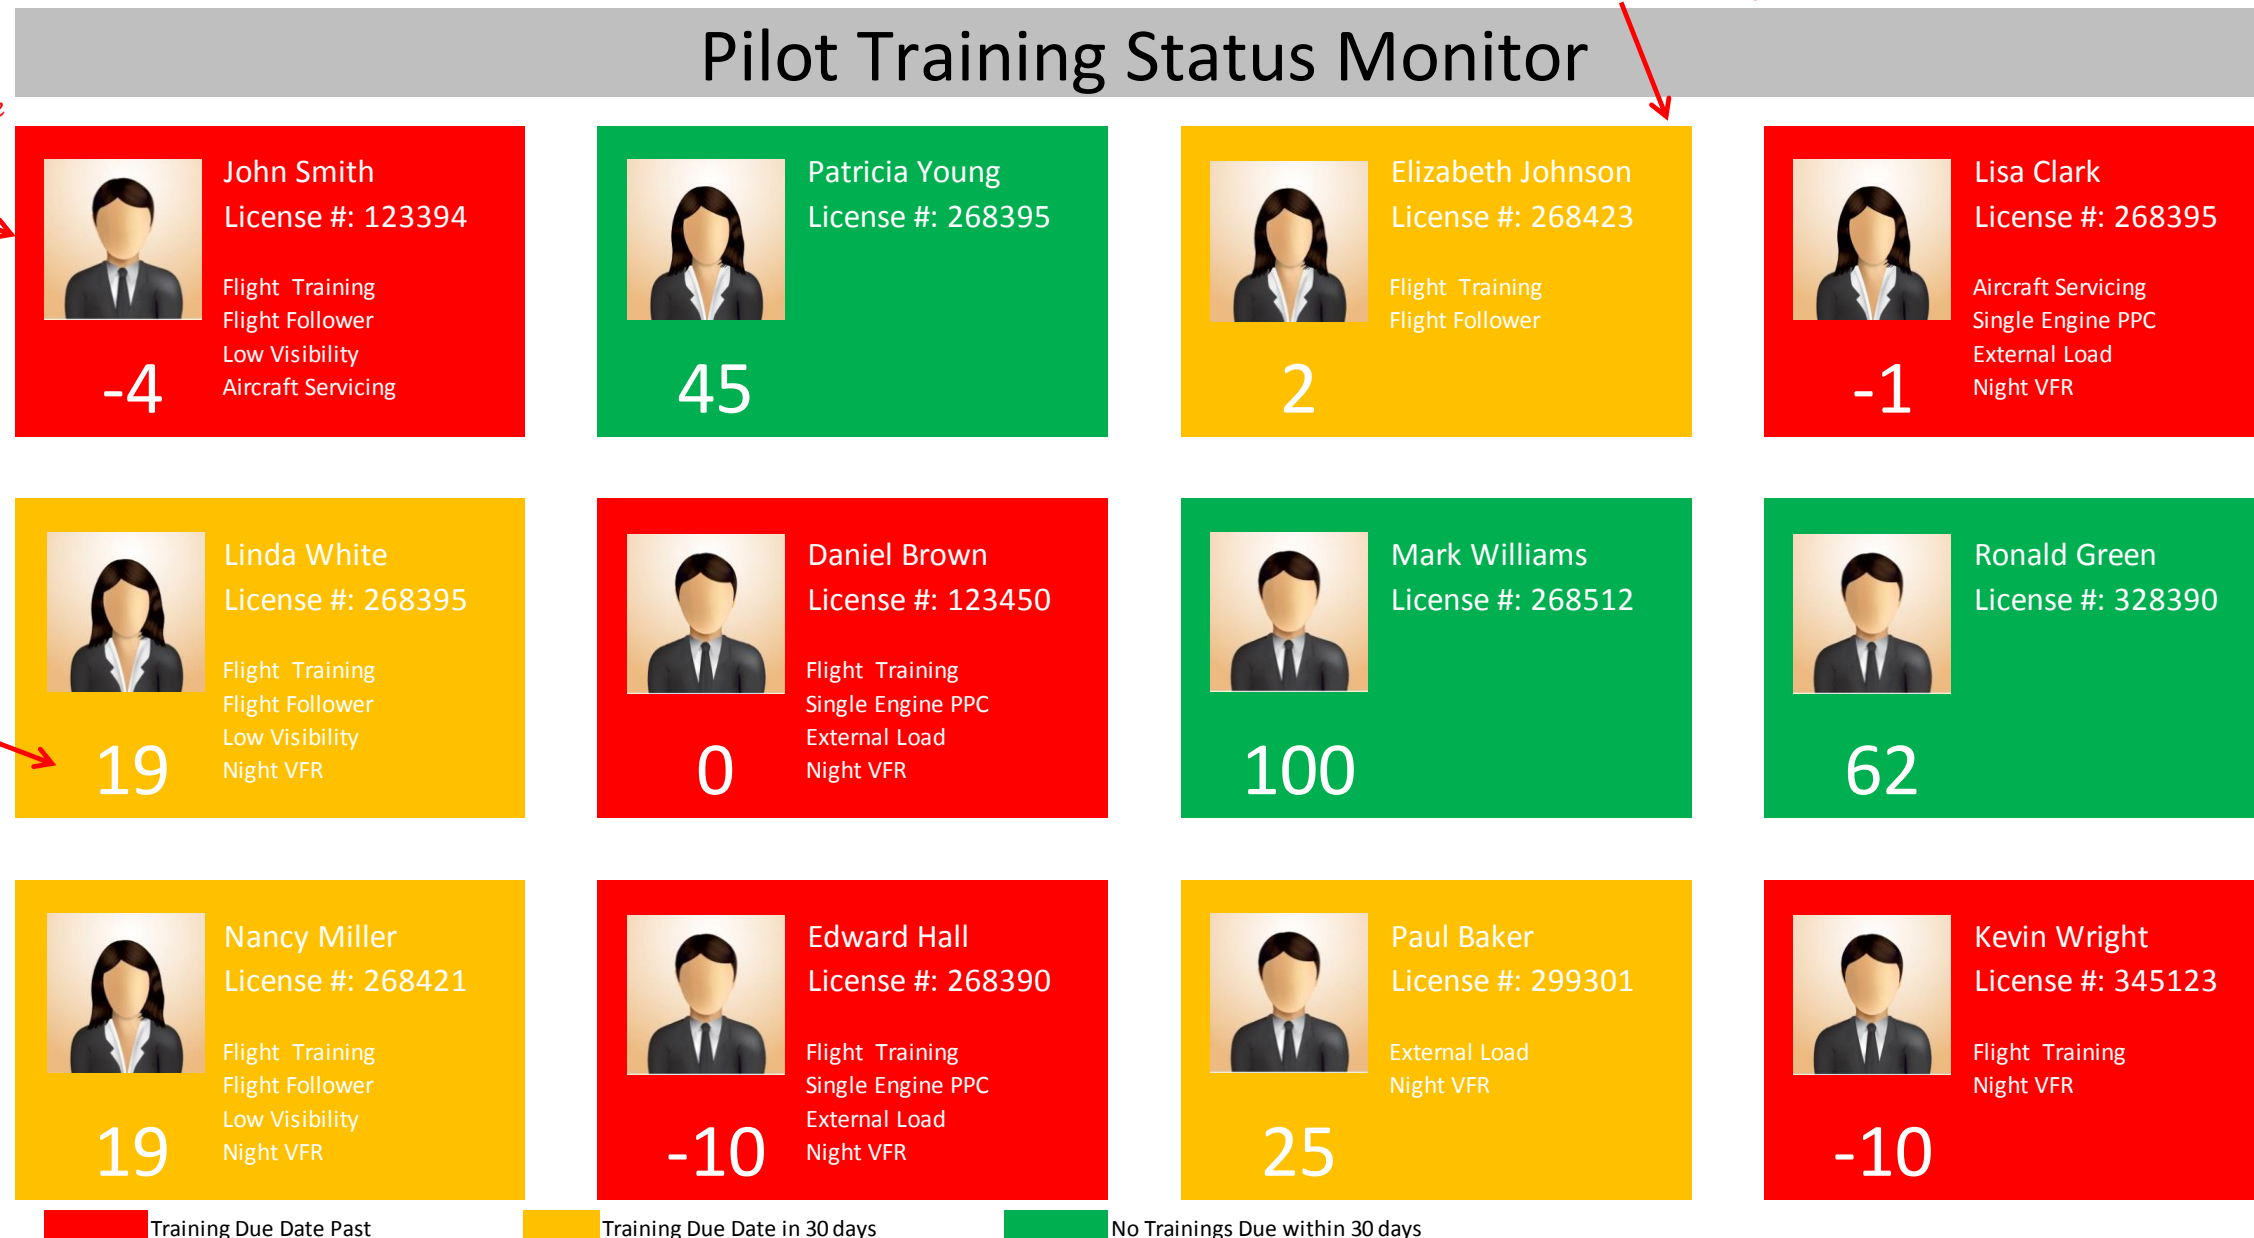 Pilot Training Status Monitor
John Smith
License #: 123394
Flight Training
Flight Follower
Low Visibility
Aircraft Servicing
-4
Patricia Young
License #: 268395
45
Elizabeth Johnson
License #: 268423
Flight Training
Flight Follower
2
Lisa Clark
License #: 268395
Aircraft Servicing
Single Engine PPC
External Load
Night VFR
-1
Linda White
License #: 268395
Flight Training
Flight Follower
Low Visibility
Night VFR
19
Daniel Brown
License #: 123450
Flight Training
Single Engine PPC
External Load
Night VFR
0
Mark Williams
License #: 268512
100
Ronald Green
License #: 328390
62
Nancy Miller
License #: 268421
Flight Training
Flight Follower
Low Visibility
Night VFR
19
Edward Hall
License #: 268390
Flight Training
Single Engine PPC
External Load
Night VFR
-10
Paul Baker
License #: 299301
External Load
Night VFR
25
Kevin Wright
License #: 345123
Flight Training
Night VFR
-10
Training Due Date Past
Training Due Date in 30 days
No Trainings Due within 30 days